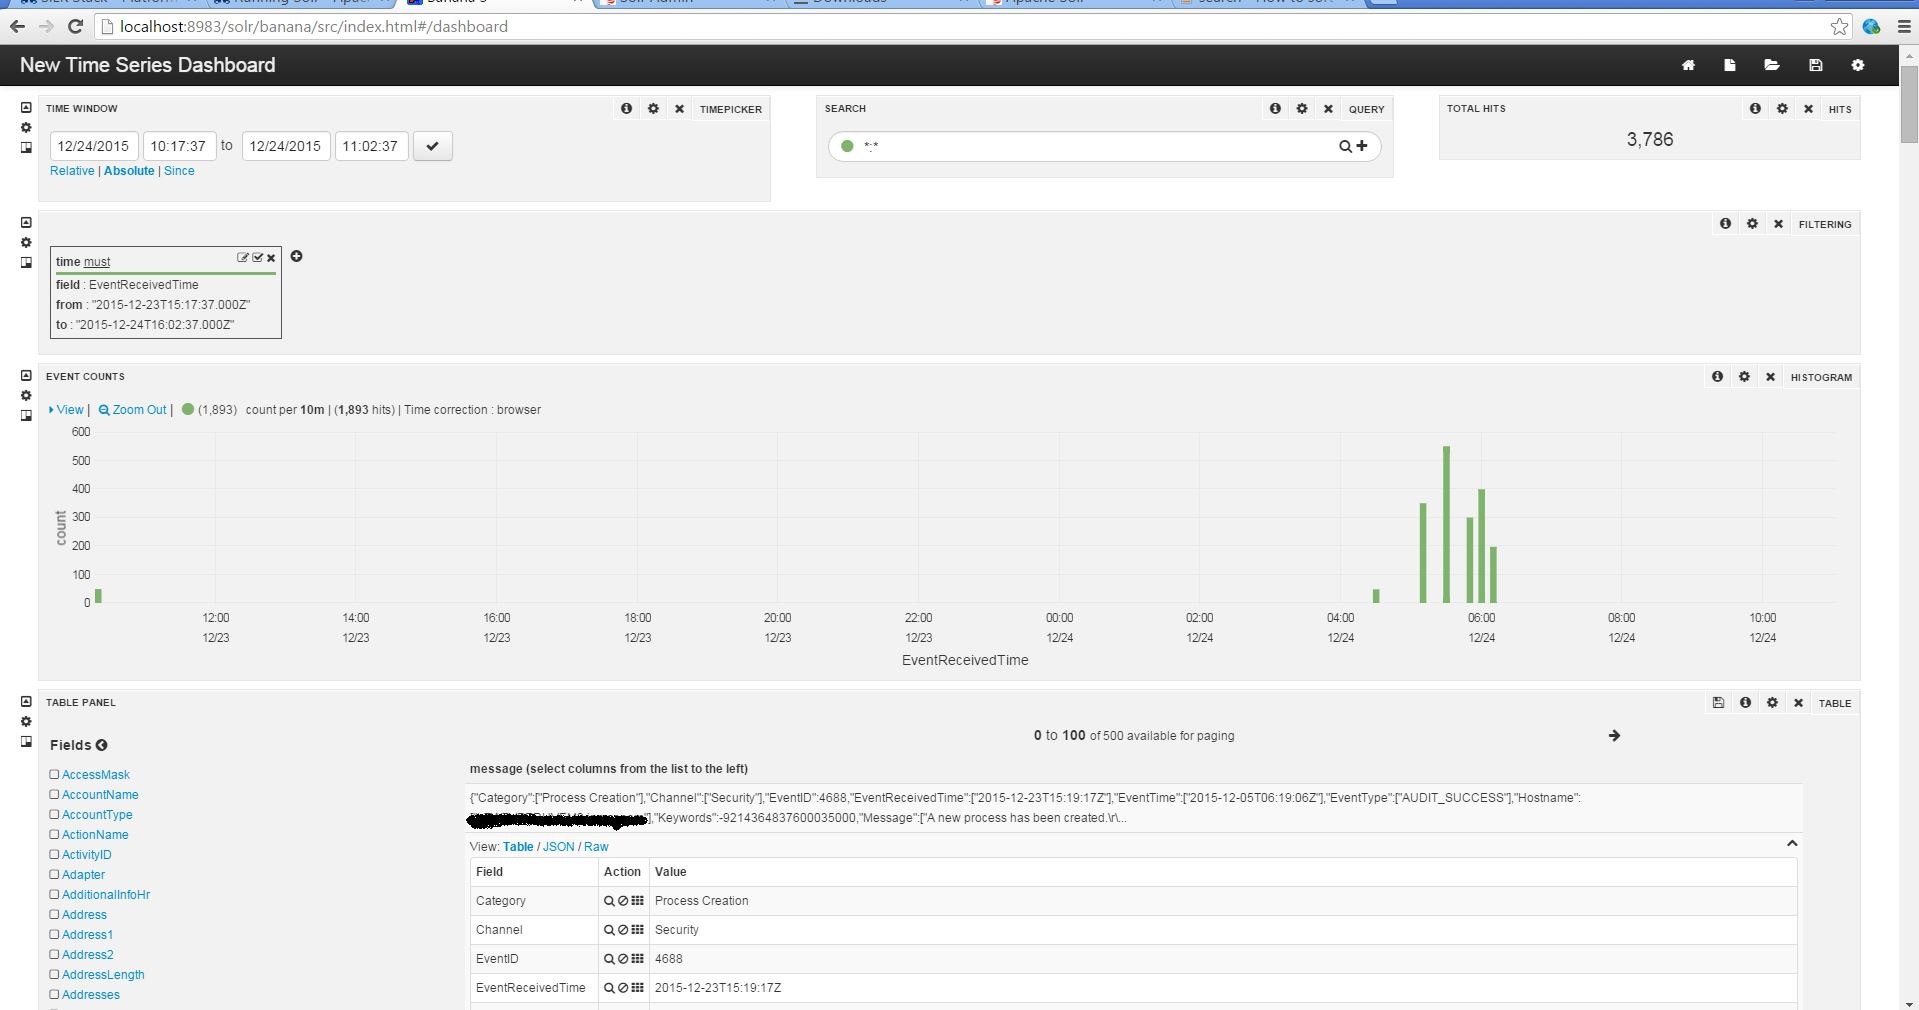 localhost:8983/solr/banana/src/index.html#/dashboard
New Time Series Dashboard
TIME WINDOW
TIMEPICKER
12/24/2015 10:17:37 to 12/24/2015 11:02:37
Relative | Absolute | Since
SEARCH
QUERY
*:*
TOTAL HITS
HITS
3,786
FILTERING
time must
field : EventReceivedTime
from : "2015-12-23T15:17:37.000Z"
to : "2015-12-24T16:02:37.000Z"
EVENT COUNTS
HISTOGRAM
View | Zoom Out | (1,893) count per 10m | (1,893 hits) | Time correction : browser
600
500
400
300
200
100
0
count
12:00 14:00 16:00 18:00 20:00 22:00 00:00 02:00 04:00 06:00 08:00 10:00
12/23 12/23 12/23 12/23 12/23 12/23 12/24 12/24 12/24 12/24 12/24 12/24
EventReceivedTime
TABLE PANEL
TABLE
Fields
AccessMask
AccountName
AccountType
ActionName
ActivityID
Adapter
AdditionalInfoHr
Address
Address1
Address2
AddressLength
Addresses
0 to 100 of 500 available for paging
message (select columns from the list to the left)
{"Category":["Process Creation"],"Channel":["Security"],"EventID":4688,"EventReceivedTime":["2015-12-23T15:19:17Z"],"EventTime":["2015-12-05T06:19:06Z"],"EventType":["AUDIT_SUCCESS"],"Hostname":
],"Keywords":-9214364837600035000,"Message":["A new process has been created.\r\...
View: Table / JSON / Raw
Field Action Value
Category Process Creation
Channel Security
EventID 4688
EventReceivedTime 2015-12-23T15:19:17Z